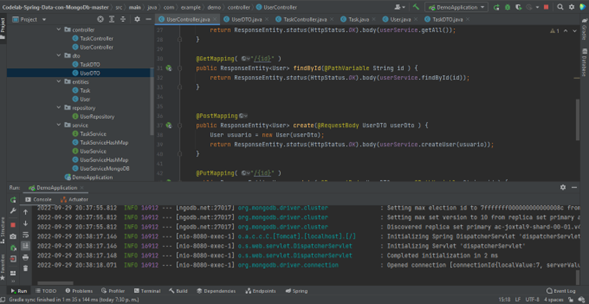 Codetab-Spring-Data-con-MongoDb-master > src > main > java > com > example > demo > controller > UserController
DemoApplication
Project
UserController.java
UserDTO.java
TaskController.java
Task.java
User.java
TaskDTO.java
controller
TaskController
UserController
dto
TaskDTO
UserDTO
entities
Task
User
repository
UserRepository
service
TaskService
TaskServiceHashMap
UserService
UserServiceHashMap
UserServiceMongoDB
DemoApplication
return ResponseEntity.status(HttpStatus.OK).body(userService.getAll());
}
@GetMapping("/{id}")
public ResponseEntity<User> findById(@PathVariable String id ) {
return ResponseEntity.status(HttpStatus.OK).body(userService.findById(id));
}
@PostMapping
public ResponseEntity<User> create(@RequestBody UserDTO userDto ) {
User usuario = new User(userDto);
return ResponseEntity.status(HttpStatus.OK).body(userService.createUser(usuario));
}
@PutMapping("/{id}")
Run: DemoApplication
Console Actuator
2022-09-29 20:37:55.812 INFO 16912 --- [ngodb.net:27017] org.mongodb.driver.cluster : Setting max election id to
2022-09-29 20:37:55.812 INFO 16912 --- [ngodb.net:27017] org.mongodb.driver.cluster : Setting max set version to 10 from replica set primary
2022-09-29 20:37:55.812 INFO 16912 --- [ngodb.net:27017] org.mongodb.driver.cluster : Discovered replica set primary
2022-09-29 20:38:17.146 INFO 16912 --- [nio-8080-exec-1] o.a.c.c.C.[Tomcat].[localhost].[/] : Initializing Spring DispatcherServlet 'dispatcherServlet'
2022-09-29 20:38:17.146 INFO 16912 --- [nio-8080-exec-1] o.s.web.servlet.DispatcherServlet : Initializing Servlet 'dispatcherServlet'
2022-09-29 20:38:17.148 INFO 16912 --- [nio-8080-exec-1] o.s.web.servlet.DispatcherServlet : Completed initialization in 2 ms
2022-09-29 20:38:18.071 INFO 16912 --- [nio-8080-exec-1] org.mongodb.driver.connection : Opened connection [connectionId{localValue:7, serverValu
Run TODO Problems Profiler Terminal Build Dependencies Endpoints Spring Event Log
Gradle sync finished in 1 m 35 s 144 ms (today 7:30 p.m.) 15:13 LF UTF-8 4 spaces